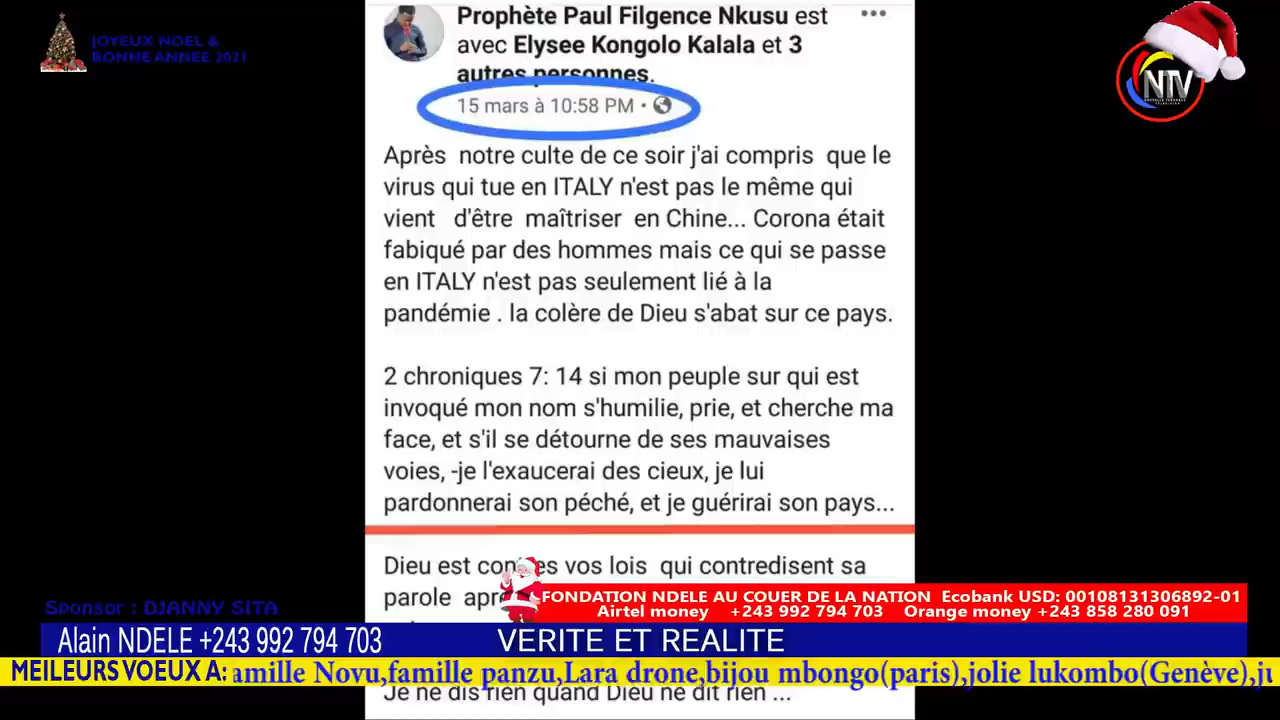 JOYEUX NOEL &
BONNE ANNEE 2021
NTV
Prophète Paul Filgence Nkusu est
avec Elysee Kongolo Kalala et 3
autres personnes.
15 mars à 10:58 PM
Après notre culte de ce soir j'ai compris que le
virus qui tue en ITALY n'est pas le même qui
vient d'être maîtriser en Chine... Corona était
fabiqué par des hommes mais ce qui se passe
en ITALY n'est pas seulement lié à la
pandémie . la colère de Dieu s'abat sur ce pays.
2 chroniques 7: 14 si mon peuple sur qui est
invoqué mon nom s'humilie, prie, et cherche ma
face, et s'il se détourne de ses mauvaises
voies, -je l'exaucerai des cieux, je lui
pardonnerai son péché, et je guérirai son pays...
Dieu est vos lois qui contredisent sa
parole
FONDATION NDELE AU COUER DE LA NATION Ecobank USD: 00108131306892-01
Airtel money +243 992 794 703 Orange money +243 858 280 091
Sponsor : DJANNY SITA
Alain NDELE +243 992 794 703 VERITE ET REALITE
MEILEURS VOEUX A: amille Novu,famille panzu,Lara drone,bijou mbongo(paris),jolie lukombo(Genève),ju
Je ne dis rien quand Dieu ne dit rien ...